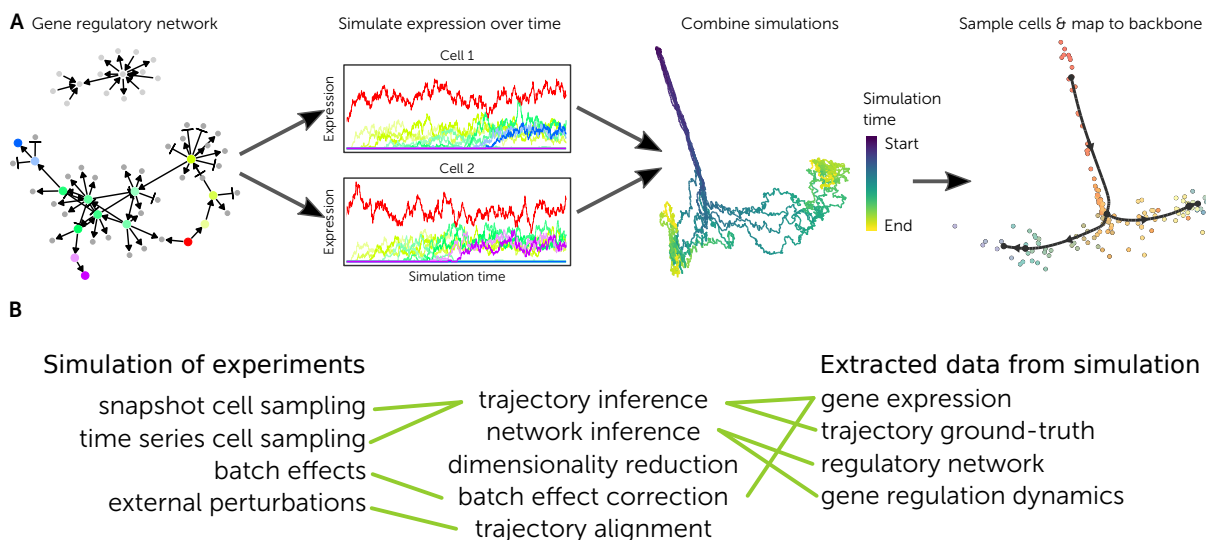 A
Gene regulatory network
Simulate expression over time
Combine simulations
Sample cells & map to backbone
Cell 1
Expression
Cell 2
Expression
Simulation time
Simulation
time
Start
End
B
Simulation of experiments
snapshot cell sampling
time series cell sampling
batch effects
external perturbations
trajectory inference
network inference
dimensionality reduction
batch effect correction
trajectory alignment
Extracted data from simulation
gene expression
trajectory ground-truth
regulatory network
gene regulation dynamics